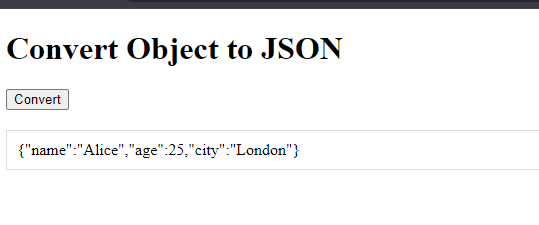 Convert Object to JSON
Convert
{"name":"Alice","age":25,"city":"London"}